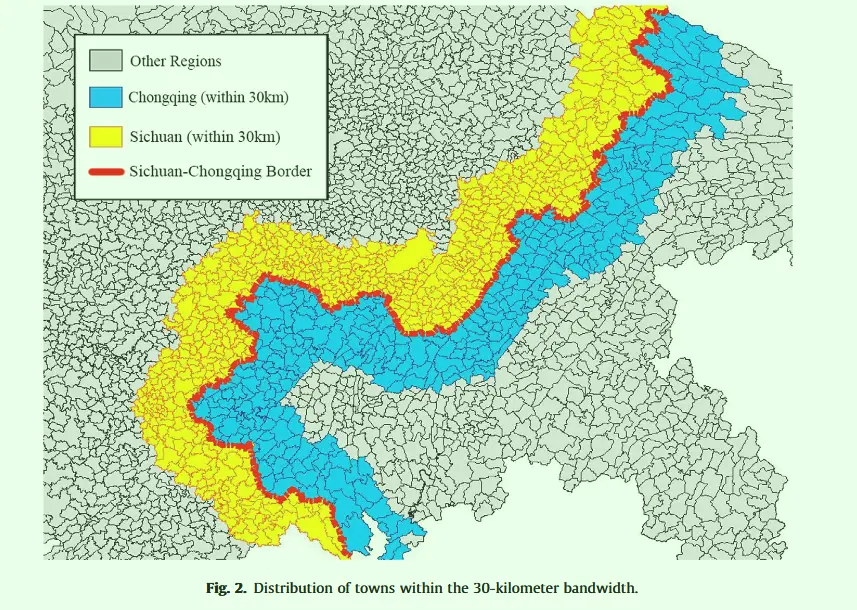 Other Regions
Chongqing (within 30km)
Sichuan (within 30km)
Sichuan-Chongqing Border
Fig. 2. Distribution of towns within the 30-kilometer bandwidth.